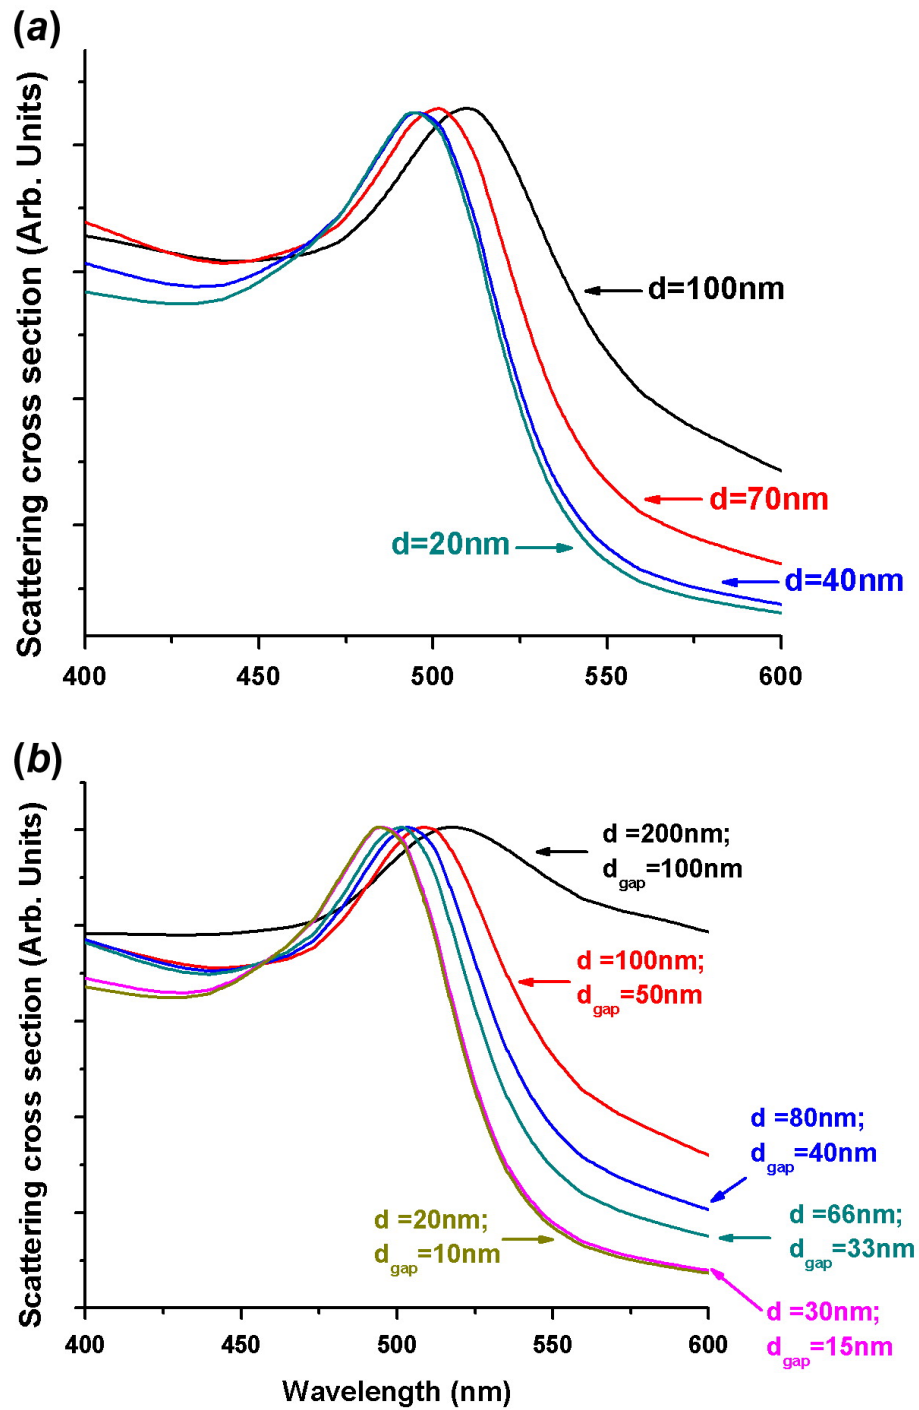 (a)
Scattering cross section (Arb. Units)
d=100nm
d=70nm
d=20nm
d=40nm
400 450 500 550 600
(b)
Scattering cross section (Arb. Units)
d =200nm;
dgap=100nm
d =100nm;
dgap=50nm
d =80nm;
dgap=40nm
d =20nm;
dgap=10nm
d =66nm;
dgap=33nm
d =30nm;
dgap=15nm
400 450 500 550 600
Wavelength (nm)